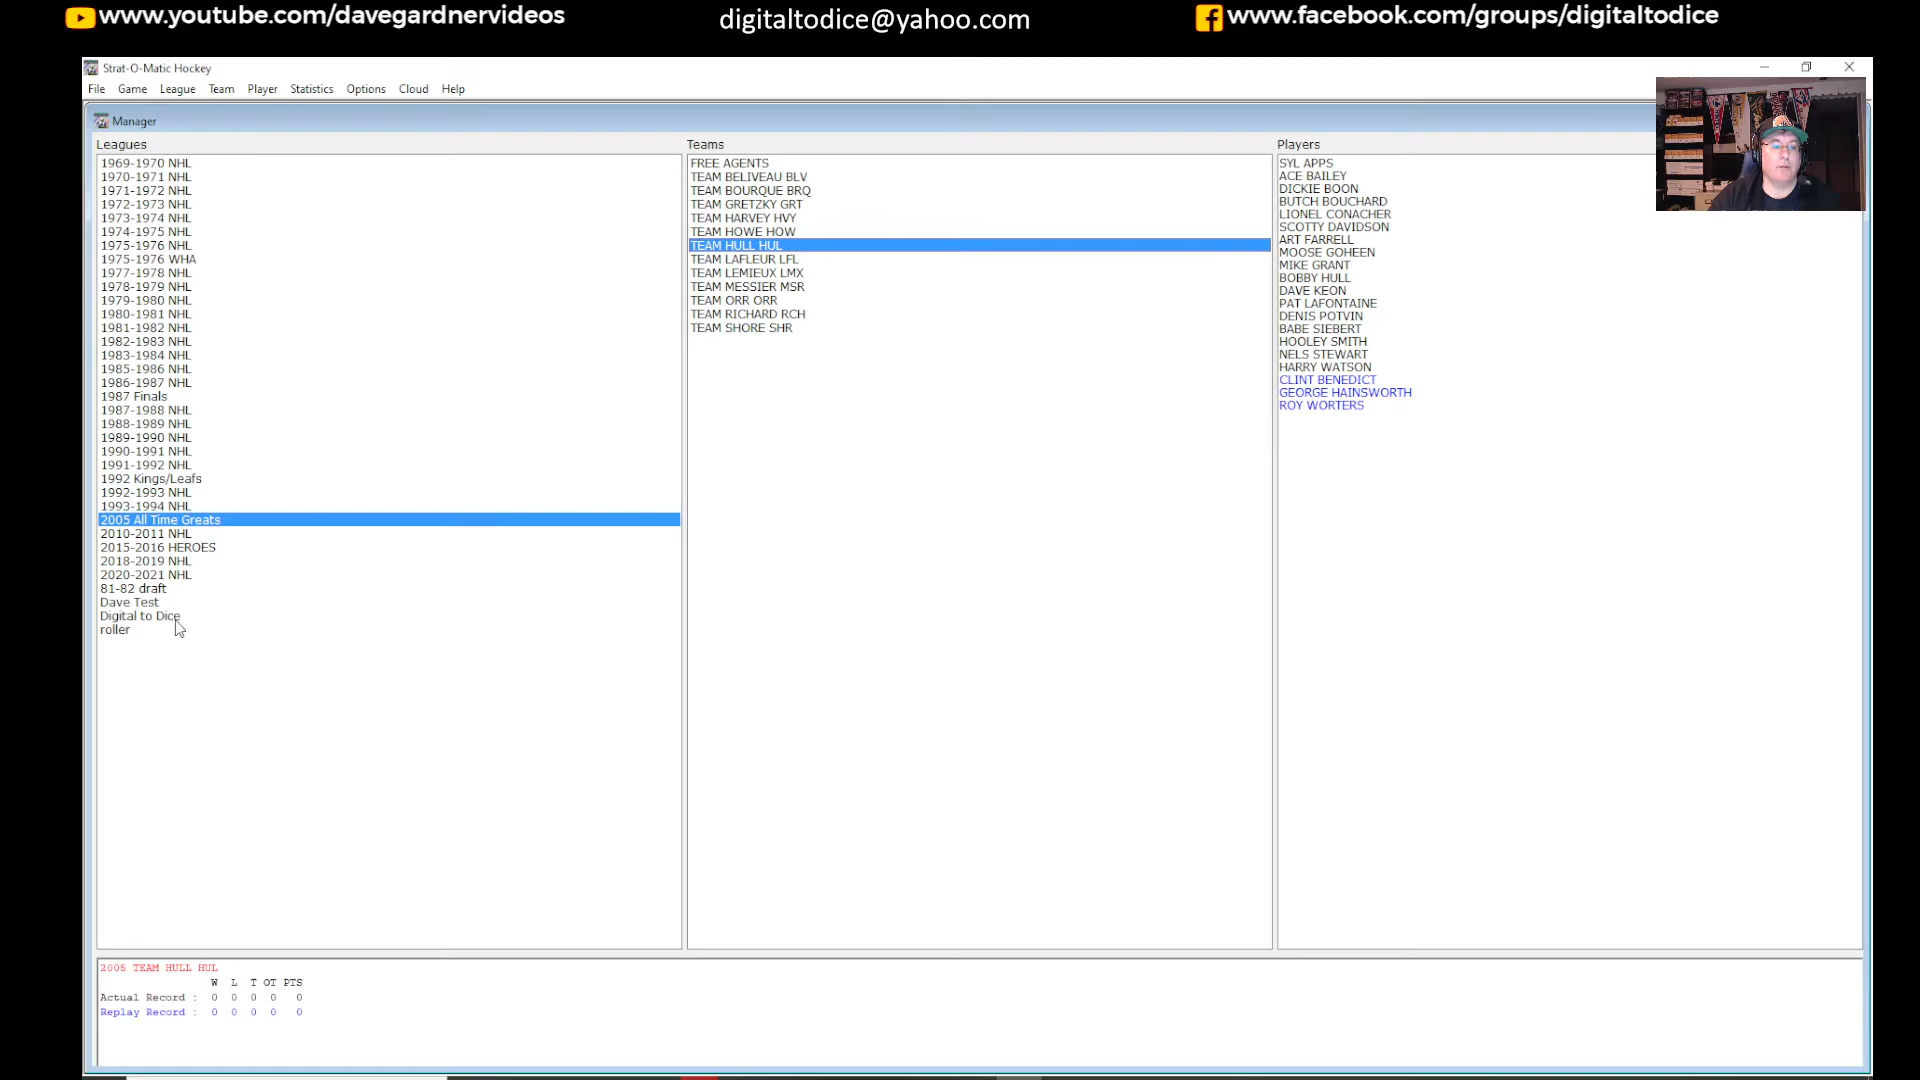 www.youtube.com/davegardnervideos
digitaltodice@yahoo.com
www.facebook.com/groups/digitaltodice
Strat-O-Matic Hockey
File Game League Team Player Statistics Options Cloud Help
Manager
Leagues
1969-1970 NHL
1970-1971 NHL
1971-1972 NHL
1972-1973 NHL
1973-1974 NHL
1974-1975 NHL
1975-1976 NHL
1975-1976 WHA
1977-1978 NHL
1978-1979 NHL
1979-1980 NHL
1980-1981 NHL
1981-1982 NHL
1982-1983 NHL
1983-1984 NHL
1985-1986 NHL
1986-1987 NHL
1987 Finals
1987-1988 NHL
1988-1989 NHL
1989-1990 NHL
1990-1991 NHL
1991-1992 NHL
1992 Kings/Leafs
1992-1993 NHL
1993-1994 NHL
2005 All Time Greats
2010-2011 NHL
2015-2016 HEROES
2018-2019 NHL
2020-2021 NHL
81-82 draft
Dave Test
Digital to Dice
roller
Teams
FREE AGENTS
TEAM BELIVEAU BLV
TEAM BOURQUE BRQ
TEAM GRETZKY GRT
TEAM HARVEY HVY
TEAM HOWE HOW
TEAM HULL HUL
TEAM LAFLEUR LFL
TEAM LEMIEUX LMX
TEAM MESSIER MSR
TEAM ORR ORR
TEAM RICHARD RCH
TEAM SHORE SHR
Players
SYL APPS
ACE BAILEY
DICKIE BOON
BUTCH BOUCHARD
LIONEL CONACHER
SCOTTY DAVIDSON
ART FARRELL
MOOSE GOHEEN
MIKE GRANT
BOBBY HULL
DAVE KEON
PAT LAFONTAINE
DENIS POTVIN
BABE SIEBERT
HOOLEY SMITH
NELS STEWART
HARRY WATSON
CLINT BENEDICT
GEORGE HAINSWORTH
ROY WORTERS
2005 TEAM HULL HUL
W L T OT PTS
Actual Record : 0 0 0 0 0
Replay Record : 0 0 0 0 0